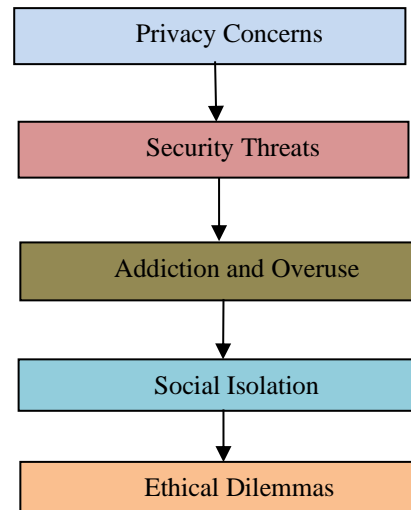 Privacy Concerns
Security Threats
Addiction and Overuse
Social Isolation
Ethical Dilemmas